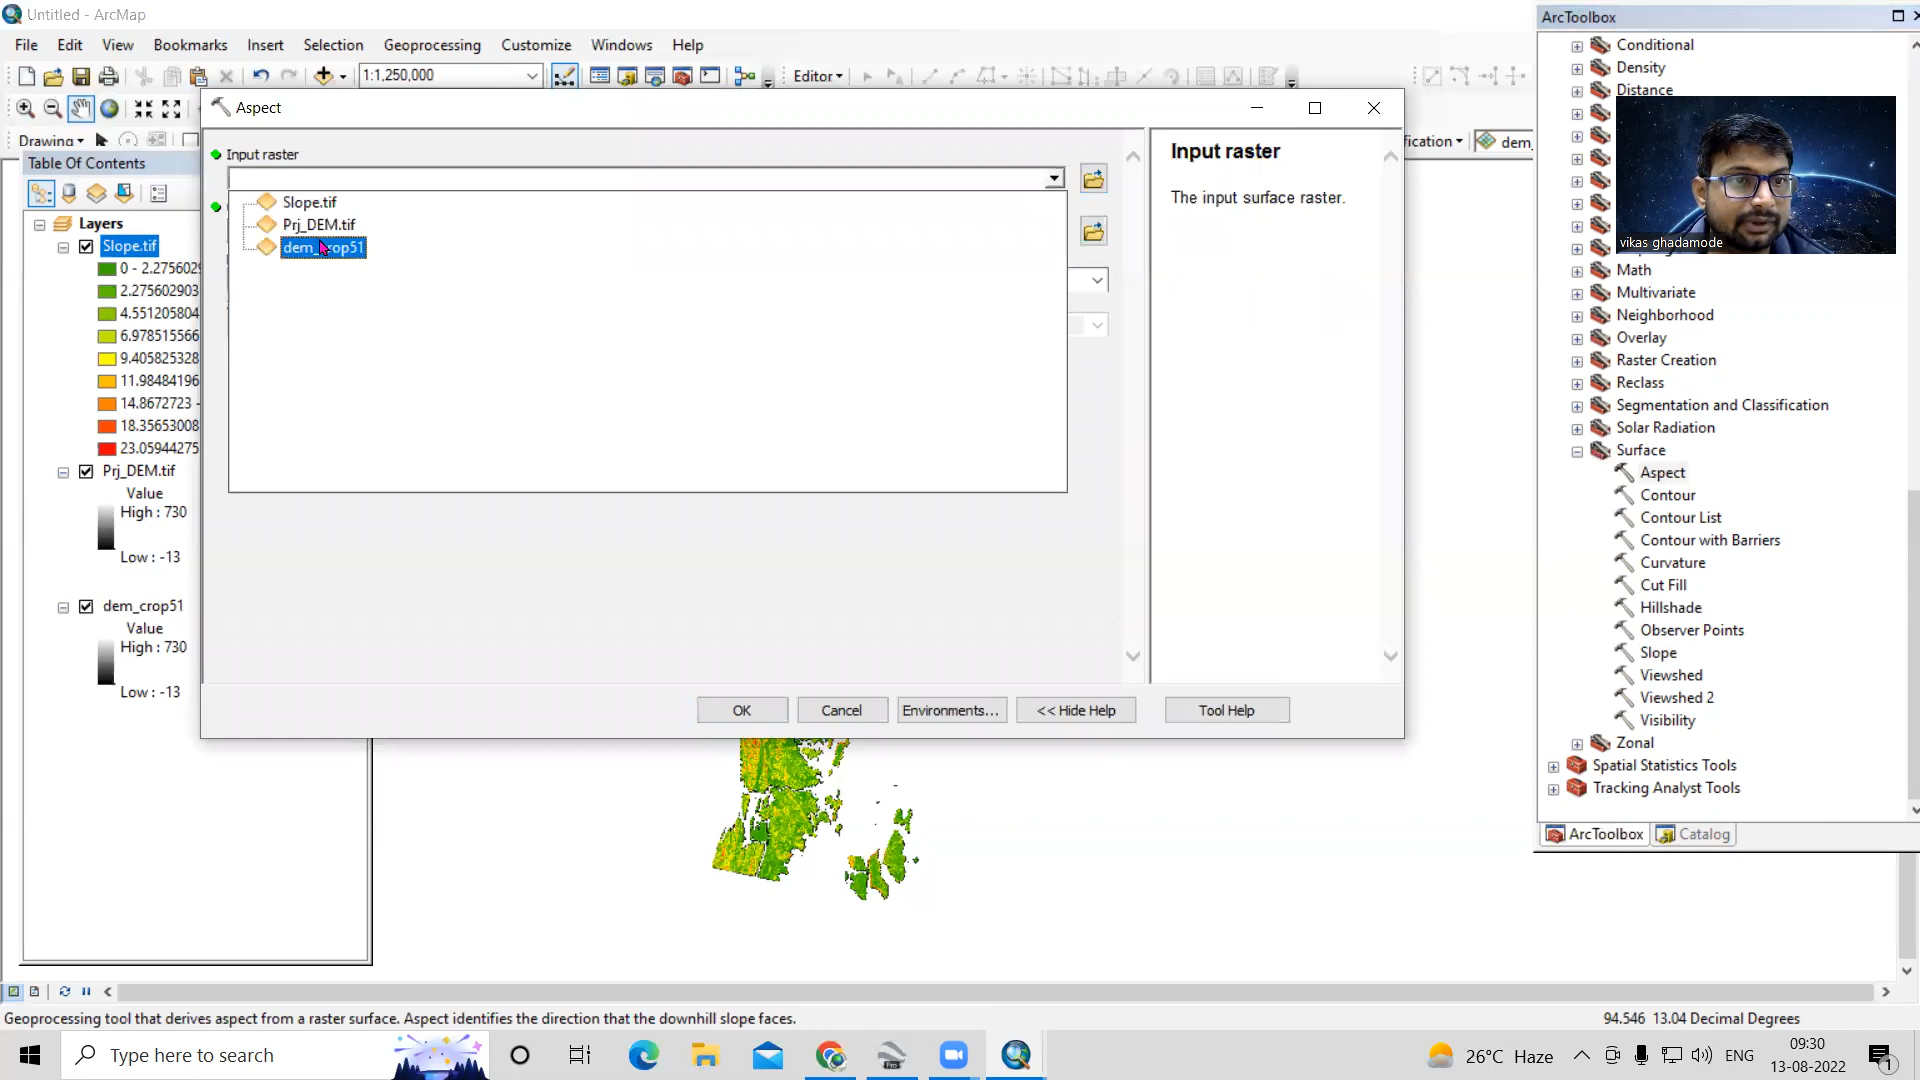 Untitled - ArcMap
File Edit View Bookmarks Insert Selection Geoprocessing Customize Windows Help
1:1,250,000
Editor
Drawing
ification
dem_
Table Of Contents
Layers
Slope.tif
0 - 2.2756029
2.275602903
4.551205804
6.978515566
9.405825328
11.98484196
14.8672723 -
18.35653008
23.05944275
Prj_DEM.tif
Value
High : 730
Low : -13
dem_crop51
Value
High : 730
Low : -13
Aspect
Input raster
Slope.tif
Prj_DEM.tif
dem_crop51
OK Cancel Environments... << Hide Help Tool Help
Input raster
The input surface raster.
ArcToolbox
Conditional
Density
Distance
vikas ghadamode
Math
Multivariate
Neighborhood
Overlay
Raster Creation
Reclass
Segmentation and Classification
Solar Radiation
Surface
Aspect
Contour
Contour List
Contour with Barriers
Curvature
Cut Fill
Hillshade
Observer Points
Slope
Viewshed
Viewshed 2
Visibility
Zonal
Spatial Statistics Tools
Tracking Analyst Tools
ArcToolbox Catalog
Geoprocessing tool that derives aspect from a raster surface. Aspect identifies the direction that the downhill slope faces.
94.546 13.04 Decimal Degrees
Type here to search
Pro
26°C Haze
ENG
09:30
13-08-2022
1